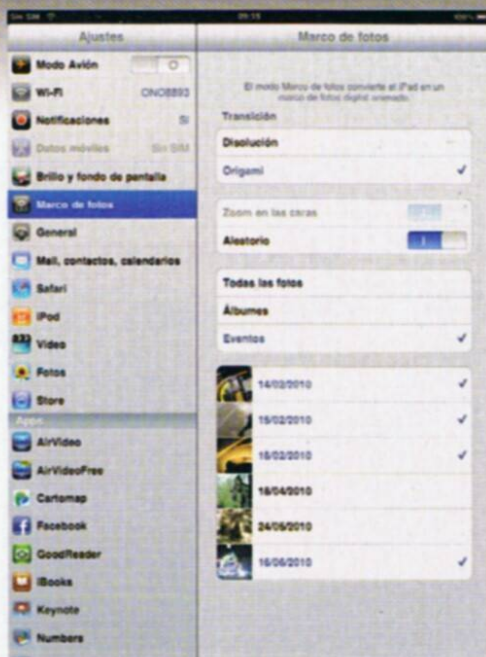 Sin SIM 09:15 100%
Ajustes
Modo Avión
Wi-Fi ONO8893
Notificaciones Sí
Datos móviles Sin SIM
Brillo y fondo de pantalla
Marco de fotos
General
Mail, contactos, calendarios
Safari
iPod
Vídeo
Fotos
Store
Apps
AirVideo
AirVideoFree
Cartomap
Facebook
GoodReader
iBooks
Keynote
Numbers
Marco de fotos
El modo Marco de fotos convierte el iPad en un
marco de fotos digital animado.
Transición
Disolución
Origami
Zoom en las caras
Aleatorio
Todas las fotos
Álbumes
Eventos
14/02/2010
15/02/2010
18/04/2010
24/05/2010
16/06/2010